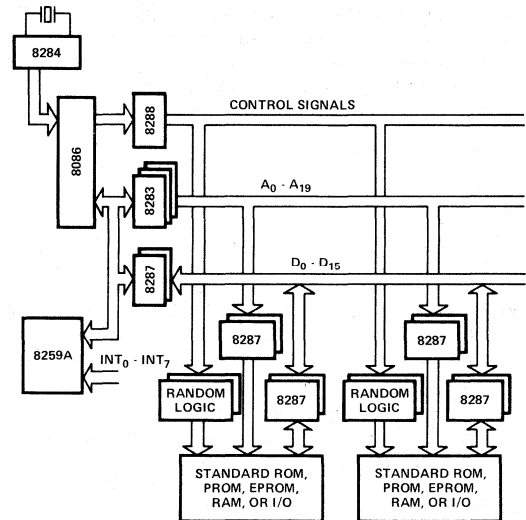 8284
8086
8288
CONTROL SIGNALS
8283
A0 - A19
8287
D0 - D15
8259A
INT0 - INT7
8287
8287
RANDOM
LOGIC
8287
RANDOM
LOGIC
8287
STANDARD ROM,
PROM, EPROM,
RAM, OR I/O
STANDARD ROM,
PROM, EPROM,
RAM, OR I/O